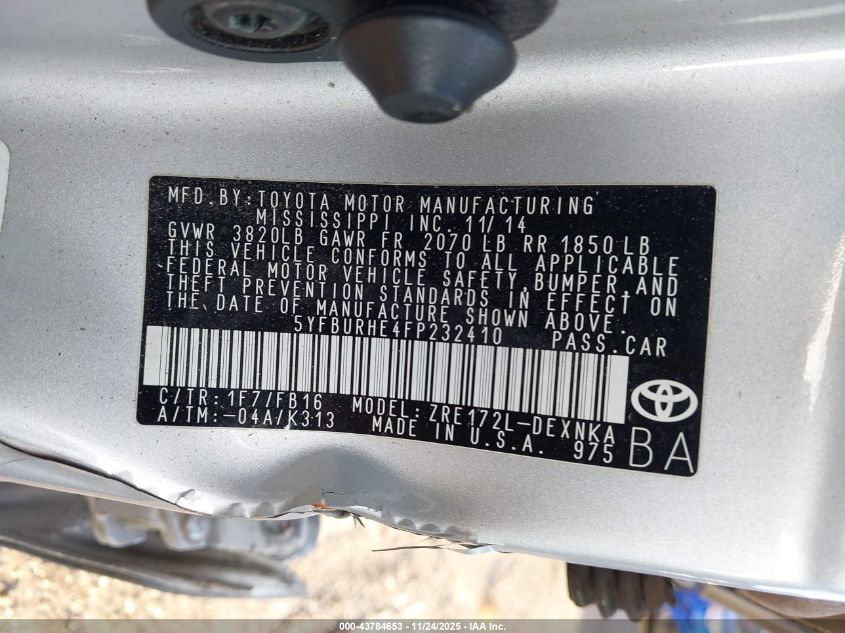 MFD. BY: TOYOTA MOTOR MANUFACTURING
MISSISSIPPI INC. 11/14
GVWR 3820LB GAWR FR 2070 LB RR 1850 LB
THIS VEHICLE CONFORMS TO ALL APPLICABLE
FEDERAL MOTOR VEHICLE SAFETY, BUMPER, AND
THEFT PREVENTION STANDARDS IN EFFECT ON
THE DATE OF MANUFACTURE SHOWN ABOVE.
5YFBURHE4FP232410 PASS. CAR
C/TR: 1F7/FB16 MODEL: ZRE172L-DEXNKA
A/TM: -04A/K313 MADE IN U.S.A. 975
BA
000-43784653 - 11/24/2025 - IAA Inc.